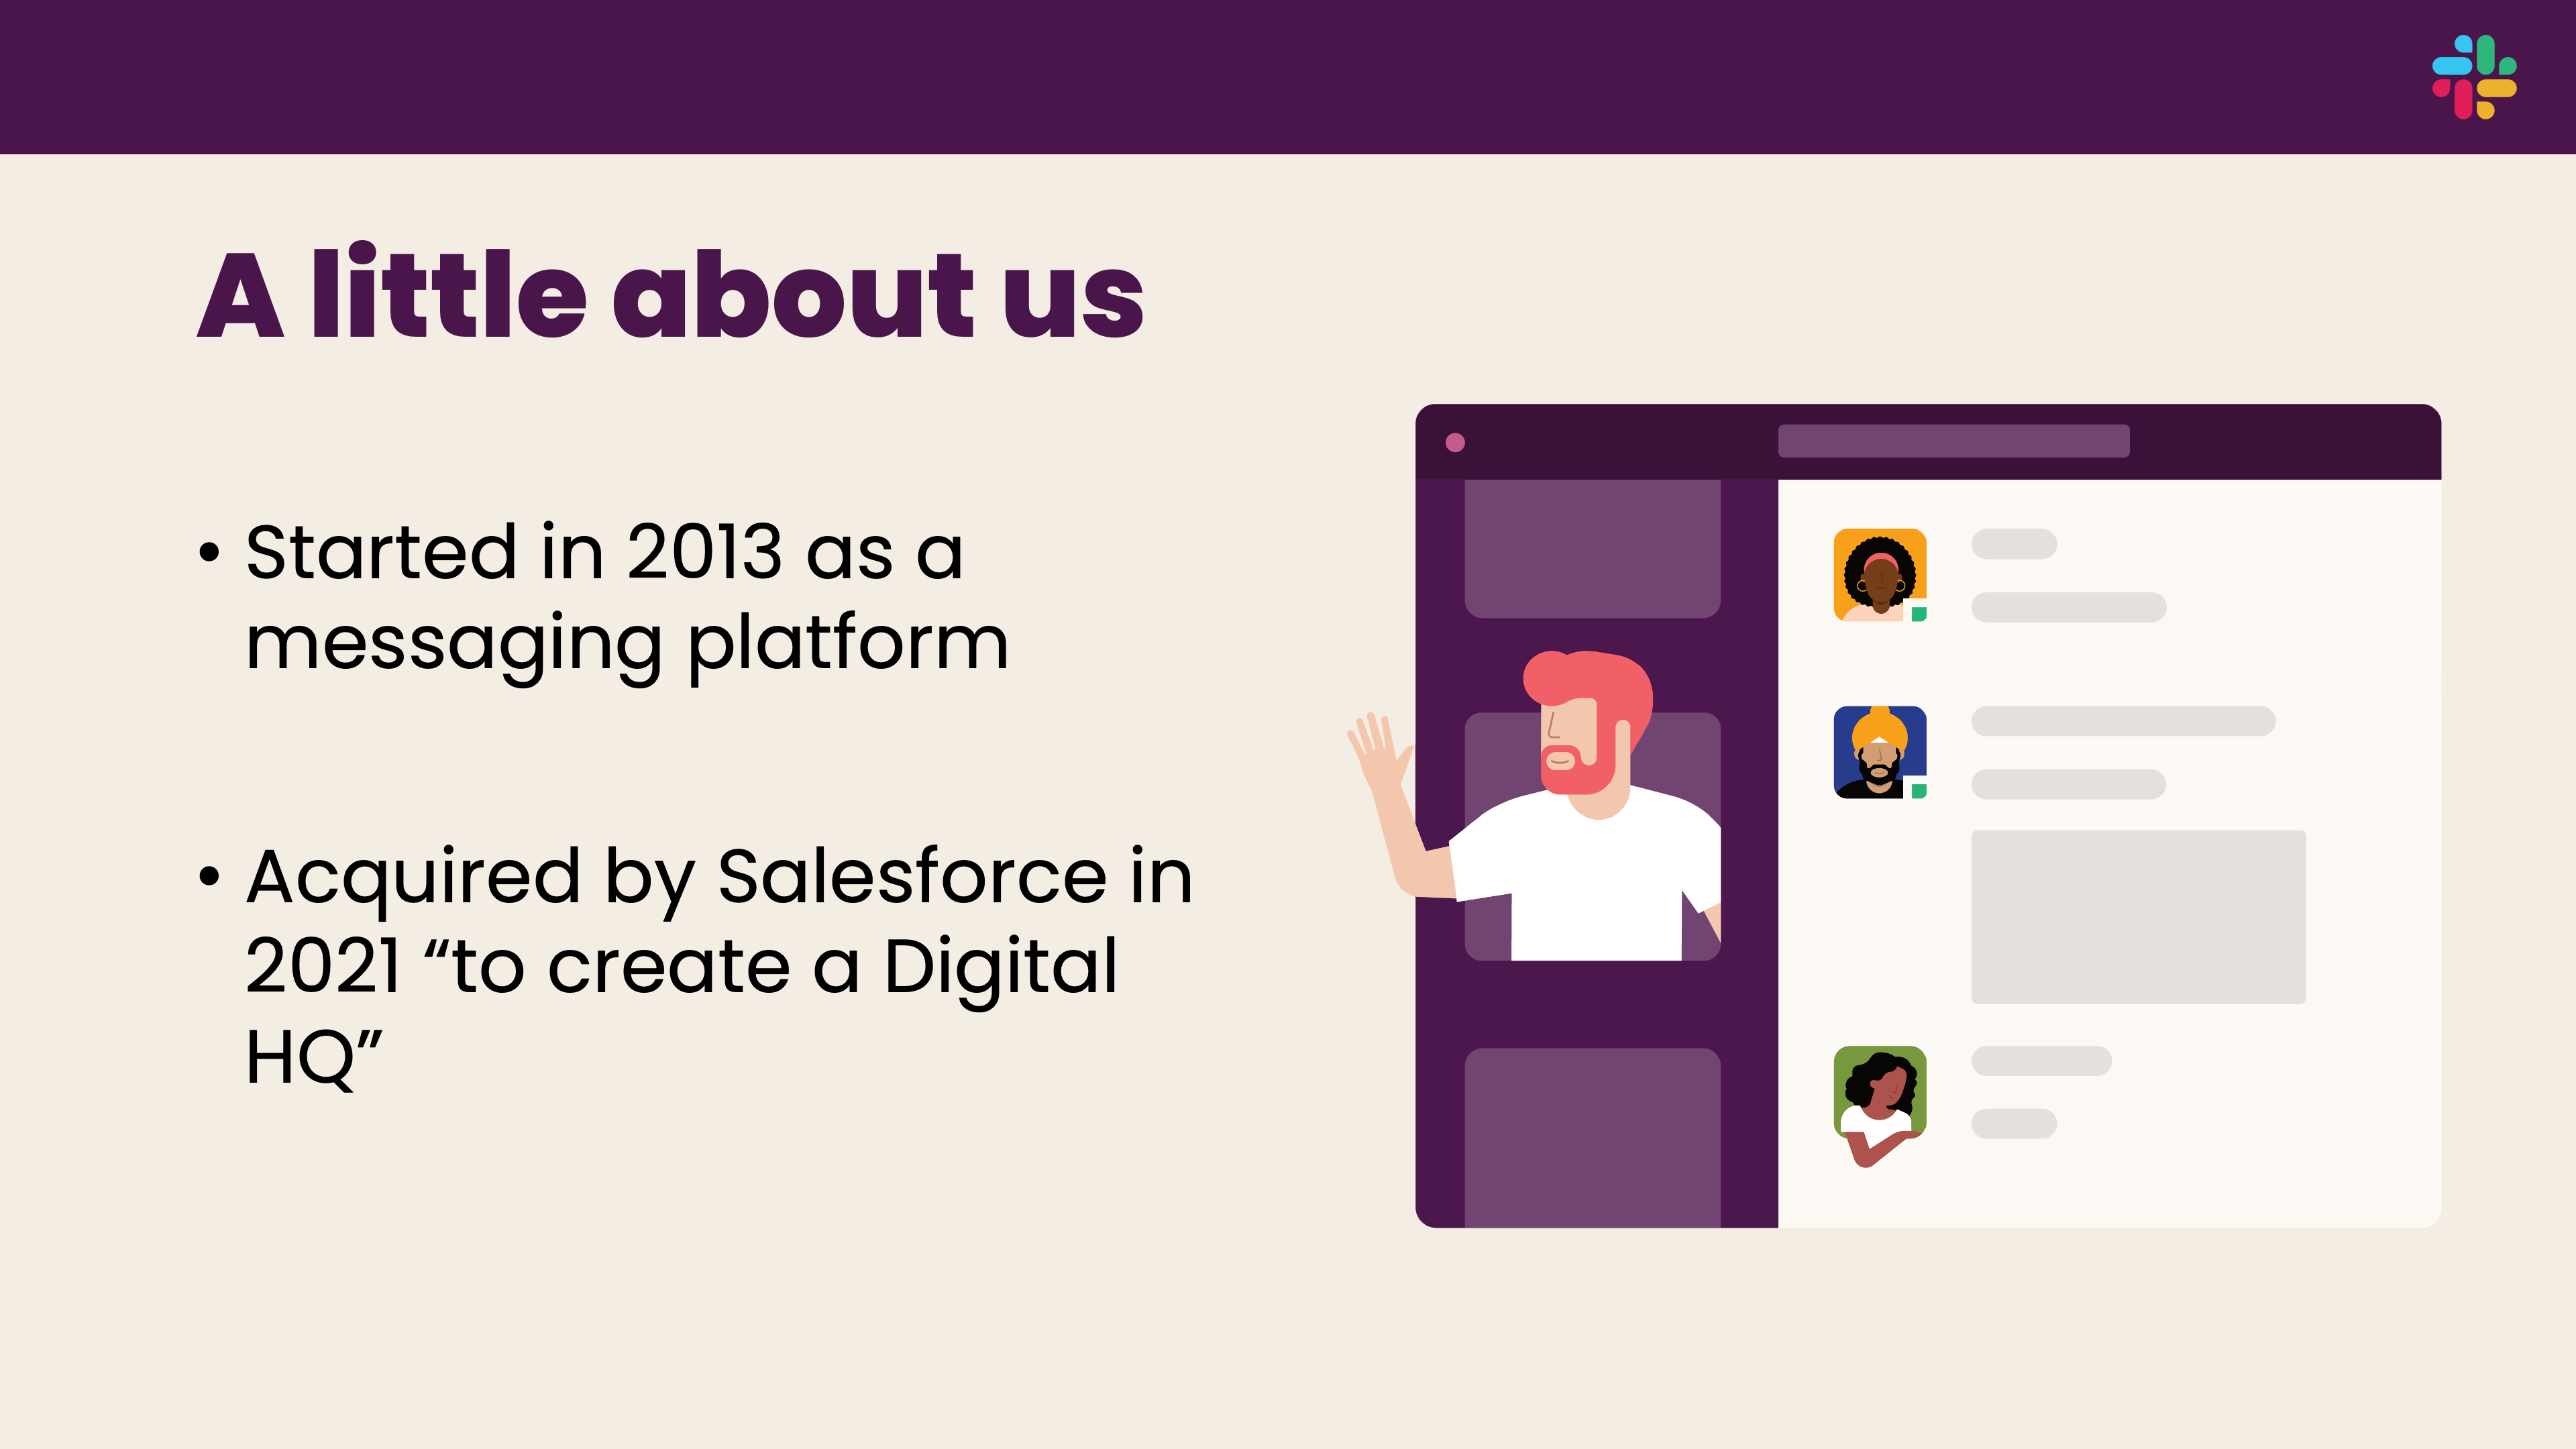 A little about us
• Started in 2013 as a
messaging platform
• Acquired by Salesforce in
2021 “to create a Digital
HQ”